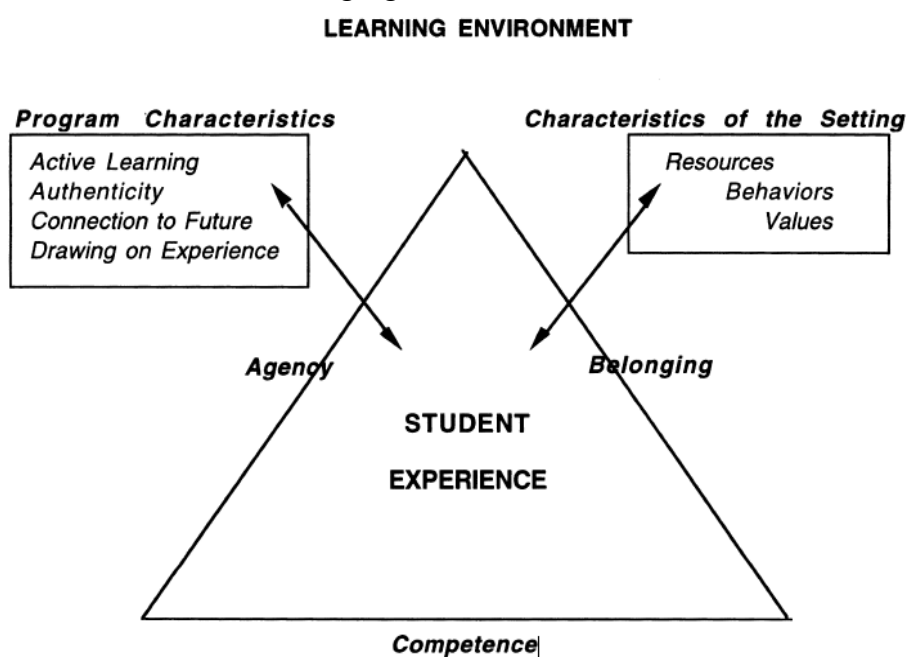 LEARNING ENVIRONMENT
Program Characteristics
Active Learning
Authenticity
Connection to Future
Drawing on Experience
Characteristics of the Setting
Resources
Behaviors
Values
Agency
Belonging
STUDENT
EXPERIENCE
Competence